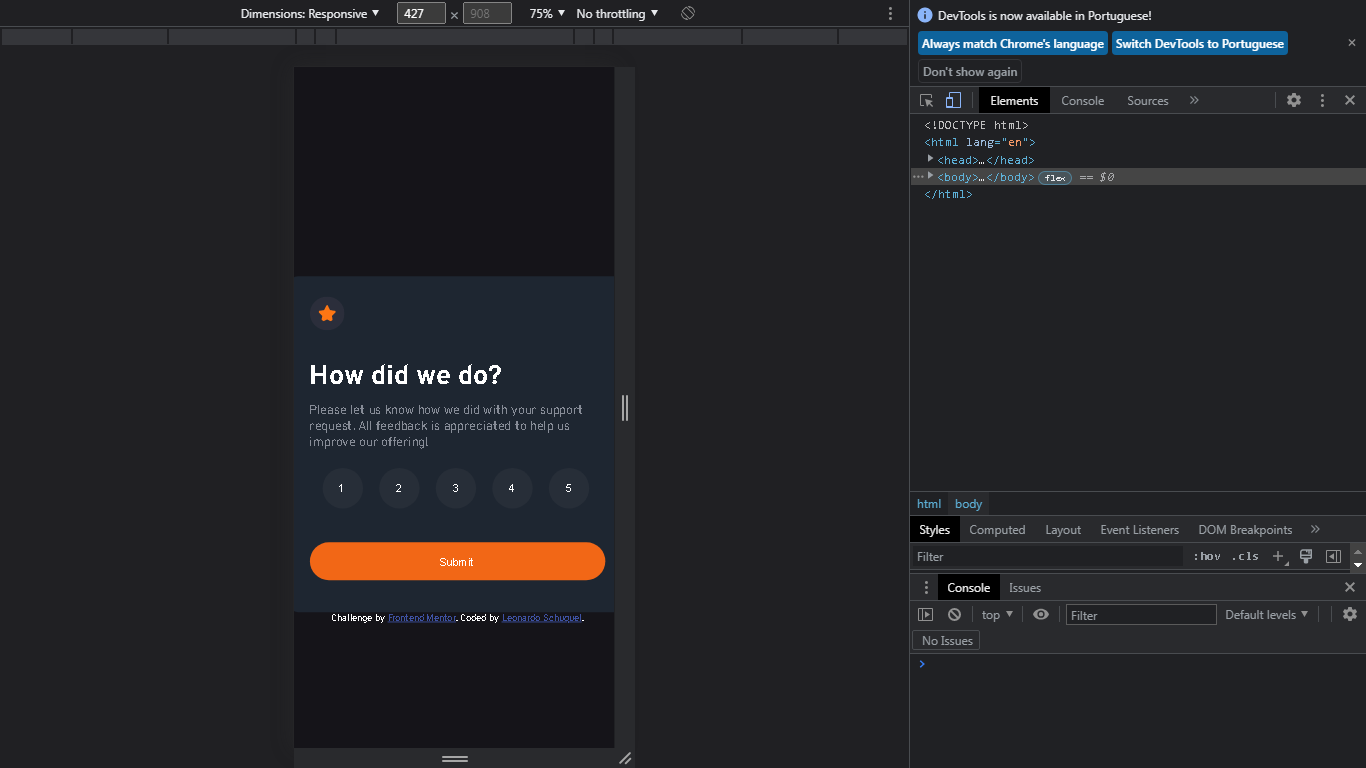 Dimensions: Responsive ▼ 427 × 908 75% ▼ No throttling ▼
DevTools is now available in Portuguese!
Always match Chrome's language Switch DevTools to Portuguese
Don't show again
Elements Console Sources »
<!DOCTYPE html>
<html lang="en">
<head>…</head>
<body>…</body> flex == $0
</html>
How did we do?
Please let us know how we did with your support
request. All feedback is appreciated to help us
improve our offering!
1 2 3 4 5
Submit
Challenge by Frontend Mentor. Coded by Leonardo Schuquel.
html body
Styles Computed Layout Event Listeners DOM Breakpoints »
Filter :hov .cls +
Console Issues
top ▼ Filter Default levels ▼
No Issues